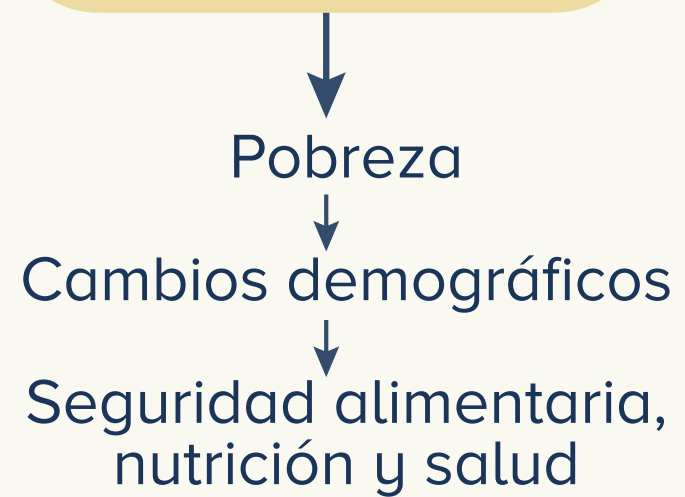 Pobreza
Cambios demográficos
Seguridad alimentaria,
nutrición y salud